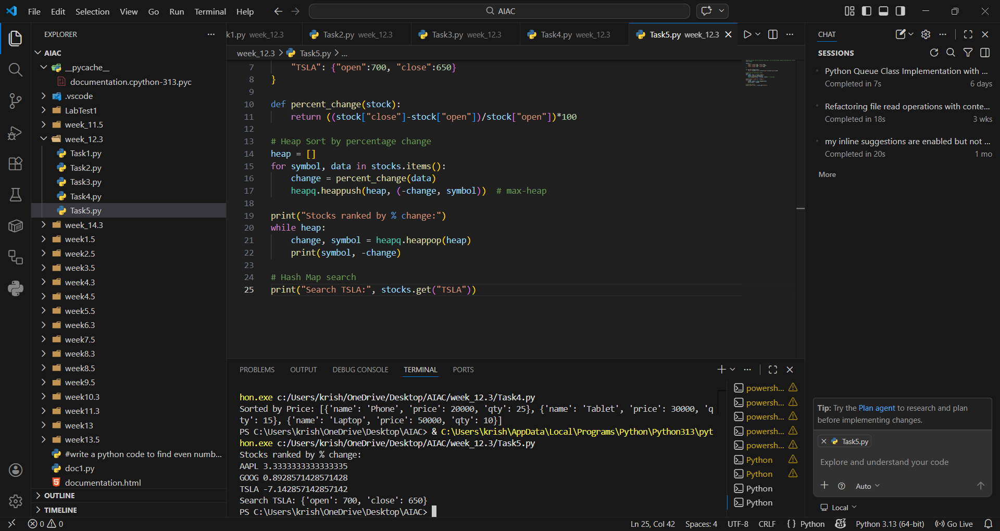 File Edit Selection View Go Run Terminal Help
AIAC
EXPLORER
AIAC
__pycache__
documentation.cpython-313.pyc
.vscode
LabTest1
week_11.5
week_12.3
Task1.py
Task2.py
Task3.py
Task4.py
Task5.py
week_14.3
week1.5
week2.5
week3.5
week4.3
week4.5
week5.5
week6.3
week7.5
week8.3
week8.5
week9.5
week10.3
week11.3
week13
week13.5
#write a python code to find even numb...
doc1.py
documentation.html
OUTLINE
TIMELINE
k1.py week_12.3 Task2.py week_12.3 Task3.py week_12.3 Task4.py week_12.3 Task5.py week_12.3
week_12.3 > Task5.py > ...
7 "TSLA": {"open":700, "close":650}
8 }
9
10 def percent_change(stock):
11 return ((stock["close"]-stock["open"])/stock["open"])*100
12
13 # Heap Sort by percentage change
14 heap = []
15 for symbol, data in stocks.items():
16 change = percent_change(data)
17 heapq.heappush(heap, (-change, symbol)) # max-heap
18
19 print("Stocks ranked by % change:")
20 while heap:
21 change, symbol = heapq.heappop(heap)
22 print(symbol, -change)
23
24 # Hash Map search
25 print("Search TSLA:", stocks.get("TSLA"))
PROBLEMS OUTPUT DEBUG CONSOLE TERMINAL PORTS
hon.exe c:/Users/krish/OneDrive/Desktop/AIAC/week_12.3/Task4.py
Sorted by Price: [{'name': 'Phone', 'price': 20000, 'qty': 25}, {'name': 'Tablet', 'price': 30000, 'q
ty': 15}, {'name': 'Laptop', 'price': 50000, 'qty': 10}]
PS C:\Users\krish\OneDrive\Desktop\AIAC> & C:\Users\krish\AppData\Local\Programs\Python\Python313\pyt
hon.exe c:/Users/krish/OneDrive/Desktop/AIAC/week_12.3/Task5.py
Stocks ranked by % change:
AAPL 3.3333333333333335
GOOG 0.8928571428571428
TSLA -7.142857142857142
Search TSLA: {'open': 700, 'close': 650}
PS C:\Users\krish\OneDrive\Desktop\AIAC>
powersh...
powersh...
powersh...
powersh...
powersh...
Python
Python
Python
Python
CHAT
SESSIONS
Python Queue Class Implementation with ...
Completed in 7s 6 days
Refactoring file read operations with conte...
Completed in 18s 3 wks
my inline suggestions are enabled but not ...
Completed in 20s 1 mo
More
Tip: Try the Plan agent to research and plan
before implementing changes.
Task5.py
Explore and understand your code
Auto
Local
0 0
Ln 25, Col 42 Spaces: 4 UTF-8 CRLF {} Python Python 3.13 (64-bit) Go Live